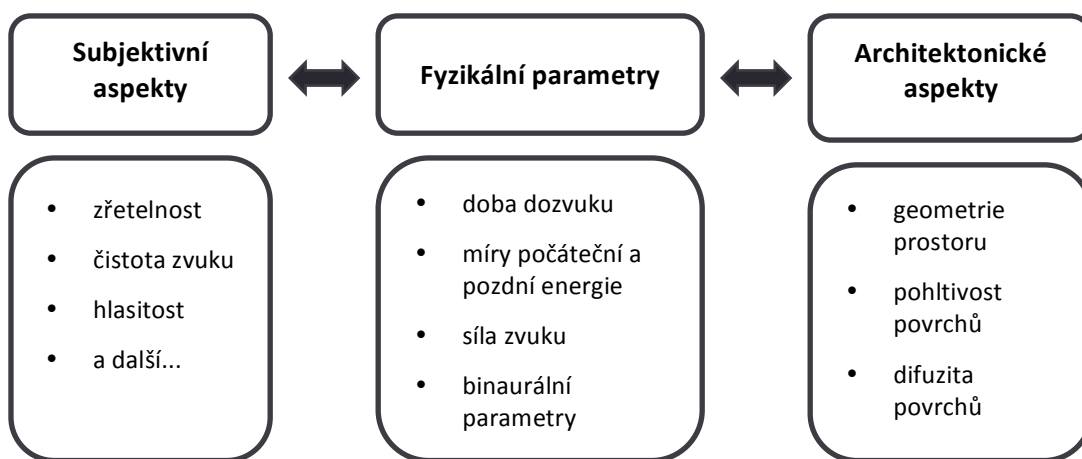 Subjektivní
aspekty
Fyzikální parametry
Architektonické
aspekty
• zřetelnost
• čistota zvuku
• hlasitost
• a další...
• doba dozvuku
• míry počáteční a
pozdní energie
• síla zvuku
• binaurální
parametry
• geometrie
prostoru
• pohltivost
povrchů
• difuzita
povrchů